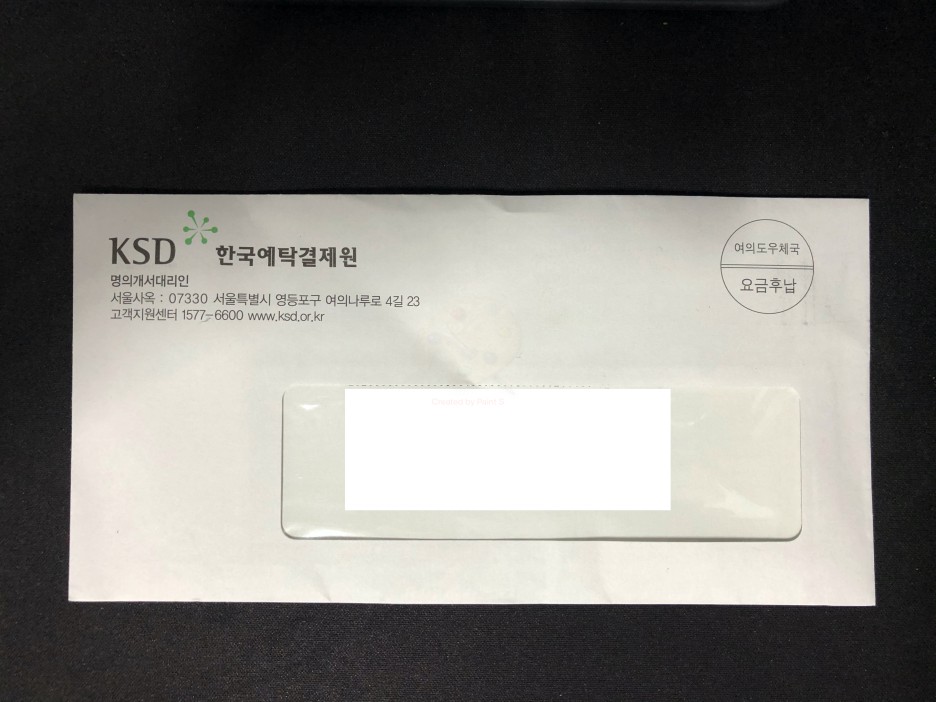 KSD 한국예탁결제원
명의개서대리인
서울사옥 : 07330 서울특별시 영등포구 여의나루로 4길 23
고객지원센터 1577-6600 www.ksd.or.kr
여의도우체국
요금후납